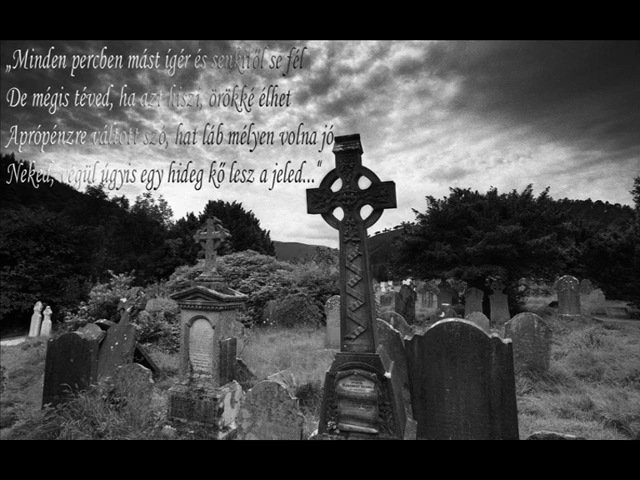 „Minden percben mást ígér és senkitől se fél
De mégis téved, ha azt hiszi, örökké élhet
Aprópénzre váltott szó, hat láb mélyen volna jó
Neked, végül úgyis egy hideg kő lesz a jeled...“